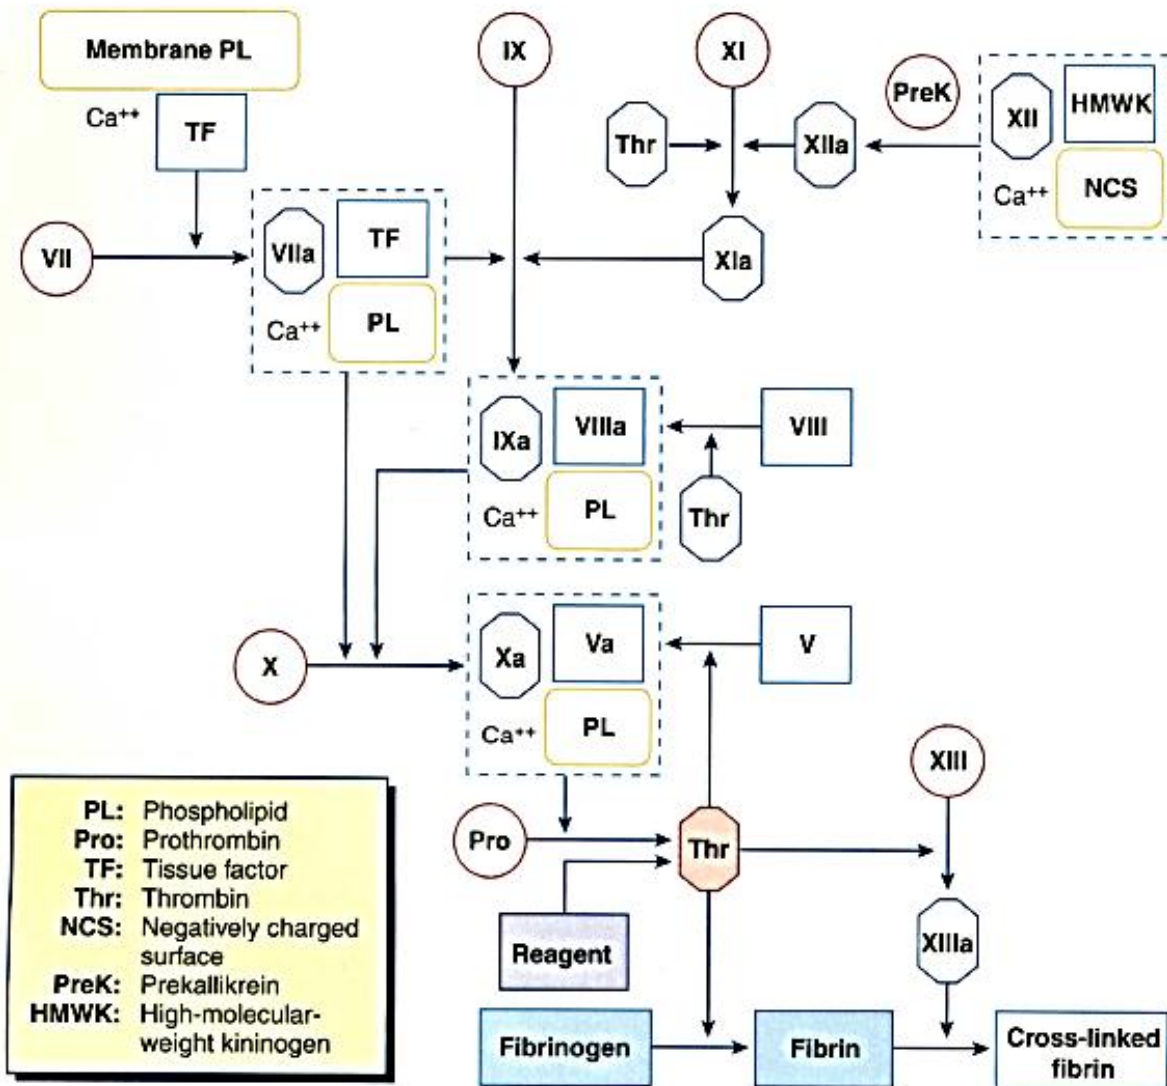 Membrane PL
IX
XI
PreK
XII
HMWK
Ca++
TF
Thr
XIIa
Ca++
NCS
VII
VIIa
TF
XIa
Ca++
PL
IXa
VIIIa
VIII
Ca++
PL
Thr
X
Xa
Va
V
Ca++
PL
XIII
Pro
Thr
Reagent
XIIIa
Fibrinogen
Fibrin
Cross-linked
fibrin
PL: Phospholipid
Pro: Prothrombin
TF: Tissue factor
Thr: Thrombin
NCS: Negatively charged
surface
PreK: Prekallikrein
HMWK: High-molecular-
weight kininogen